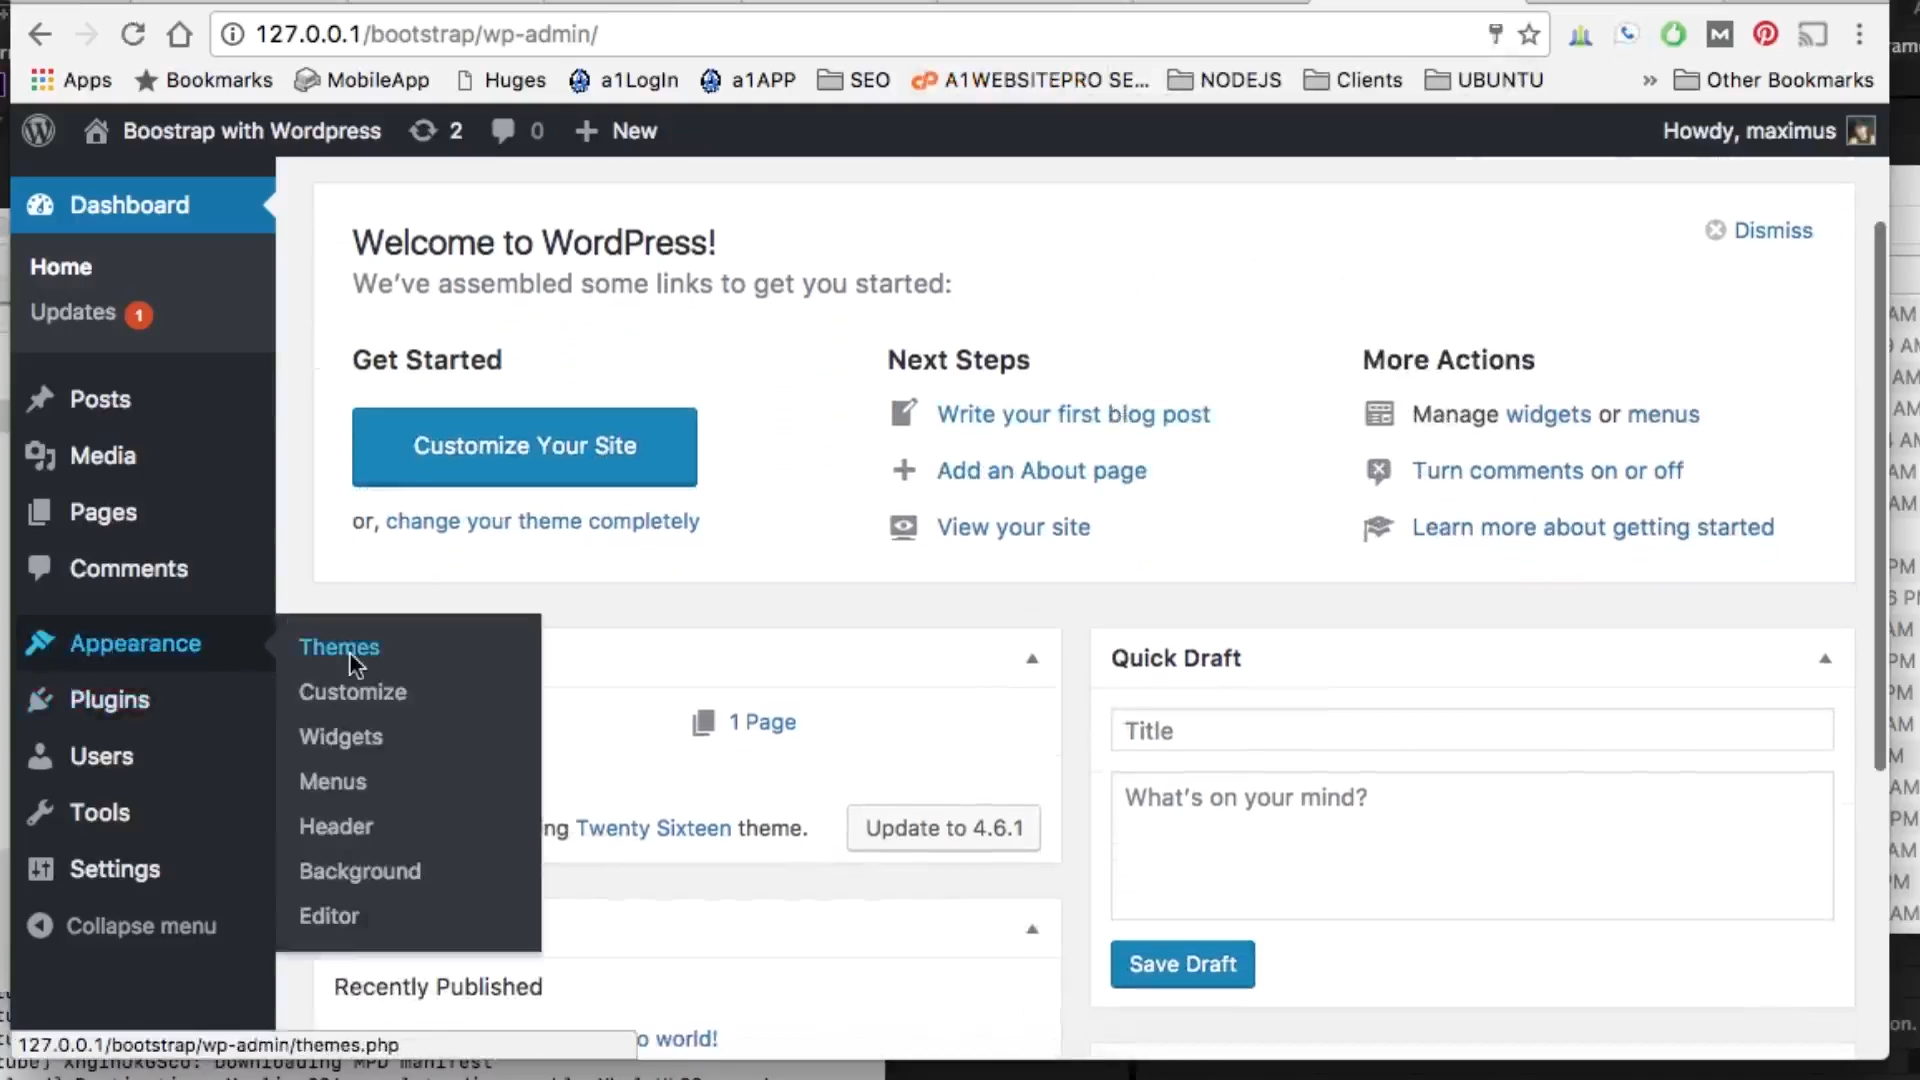 127.0.0.1/bootstrap/wp-admin/
Apps Bookmarks MobileApp Huges a1LogIn a1APP SEO A1WEBSITEPRO SE... NODEJS Clients UBUNTU » Other Bookmarks
Boostrap with Wordpress 2 0 + New Howdy, maximus
Dashboard
Home
Updates 1
Posts
Media
Pages
Comments
Appearance
Plugins
Users
Tools
Settings
Collapse menu
Themes
Customize
Widgets
Menus
Header
Background
Editor
Welcome to WordPress!
Dismiss
We've assembled some links to get you started:
Get Started
Customize Your Site
or, change your theme completely
Next Steps
Write your first blog post
Add an About page
View your site
More Actions
Manage widgets or menus
Turn comments on or off
Learn more about getting started
1 Page
ng Twenty Sixteen theme. Update to 4.6.1
Recently Published
o world!
Quick Draft
Title
What's on your mind?
Save Draft
127.0.0.1/bootstrap/wp-admin/themes.php